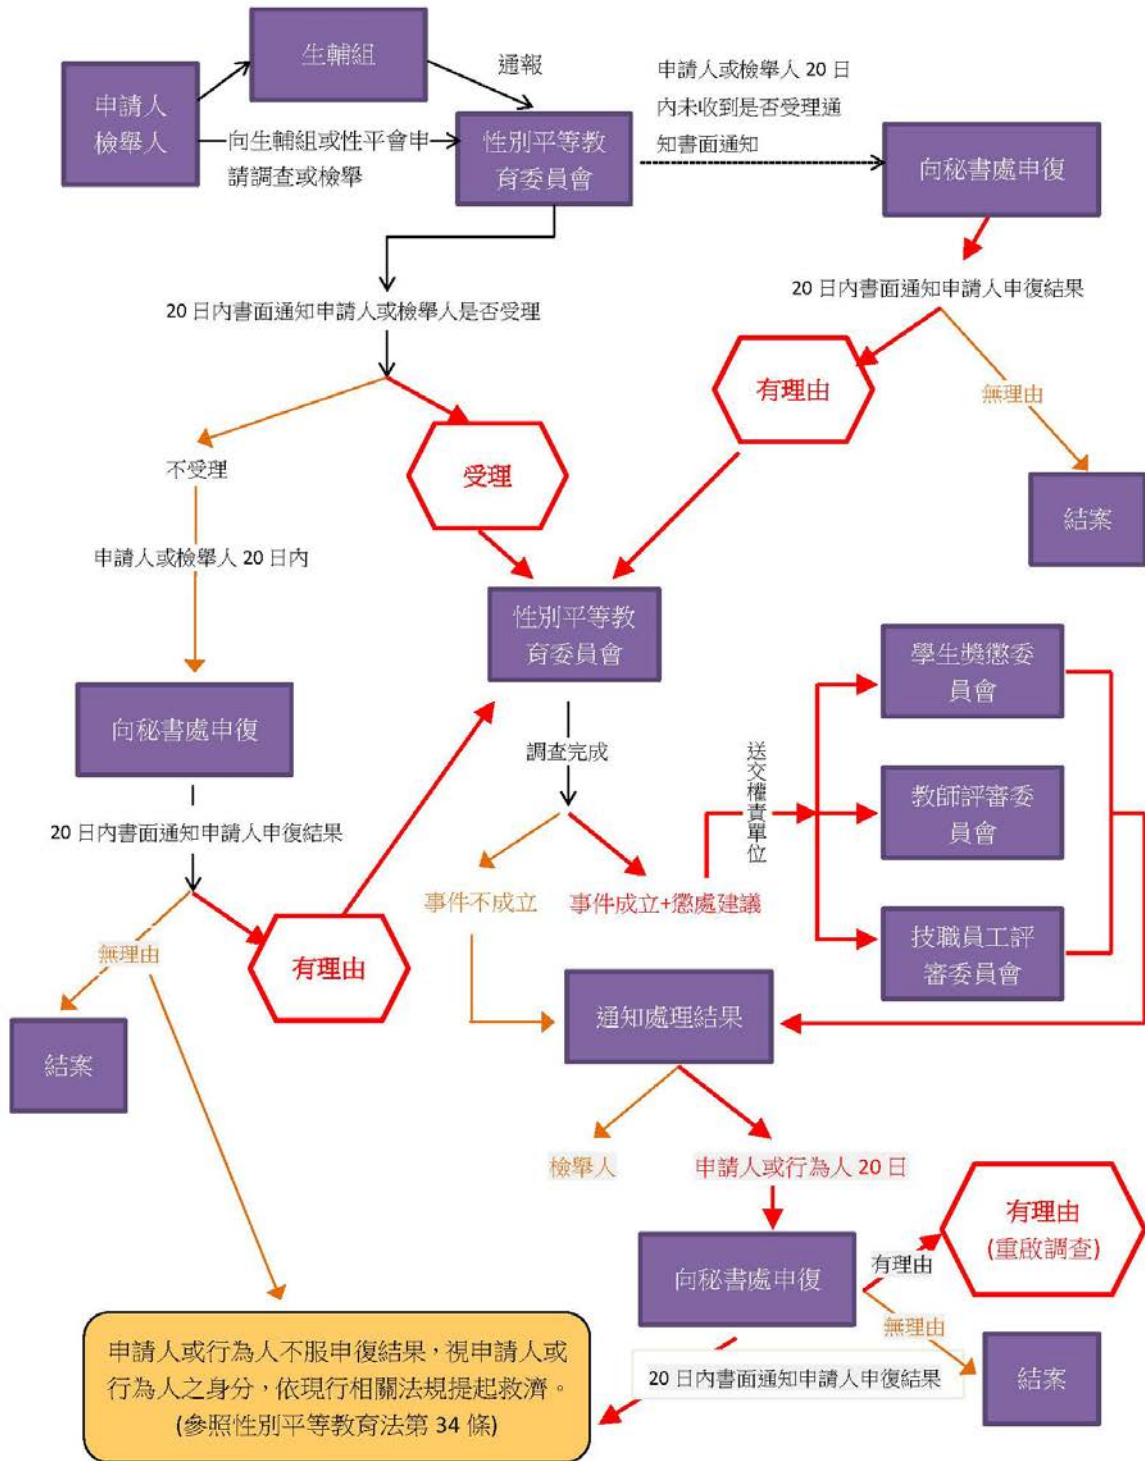 生輔組
通報
申請人
檢舉人
向生輔組或性平會申
請調查或檢舉
性別平等教
育委員會
申請人或檢舉人 20 日
內未收到是否受理通
知書面通知
向秘書處申復
20 日內書面通知申請人或檢舉人是否受理
20 日內書面通知申請人申復結果
有理由
無理由
結案
不受理
受理
申請人或檢舉人 20 日內
向秘書處申復
20 日內書面通知申請人申復結果
無理由
有理由
結案
性別平等教
育委員會
調查完成
事件不成立
事件成立+懲處建議
送交權責單位
學生獎懲委
員會
教師評審委
員會
技職員工評
審委員會
通知處理結果
檢舉人
申請人或行為人 20 日
向秘書處申復
有理由
有理由
(重啟調查)
無理由
結案
20 日內書面通知申請人申復結果
申請人或行為人不服申復結果，視申請人或
行為人之身分，依現行相關法規提起救濟。
(參照性別平等教育法第 34 條)